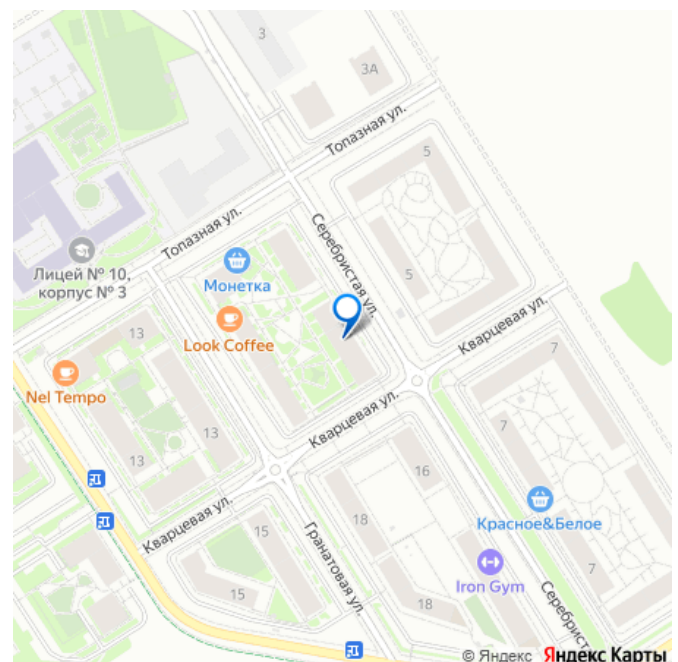 3
3А
Топазная ул.
5
Топазная ул.
Серебристая ул.
Лицей № 10,
корпус № 3
Монетка
5
Look Coffee
Кварцевая ул.
13
7
Nel Tempo
13
Кварцевая ул.
7
13
16
Красное&Белое
Кварцевая ул.
15
18
Гранатовая ул.
Iron Gym
7
15
18
Серебрист
© Яндекс Яндекс Карты